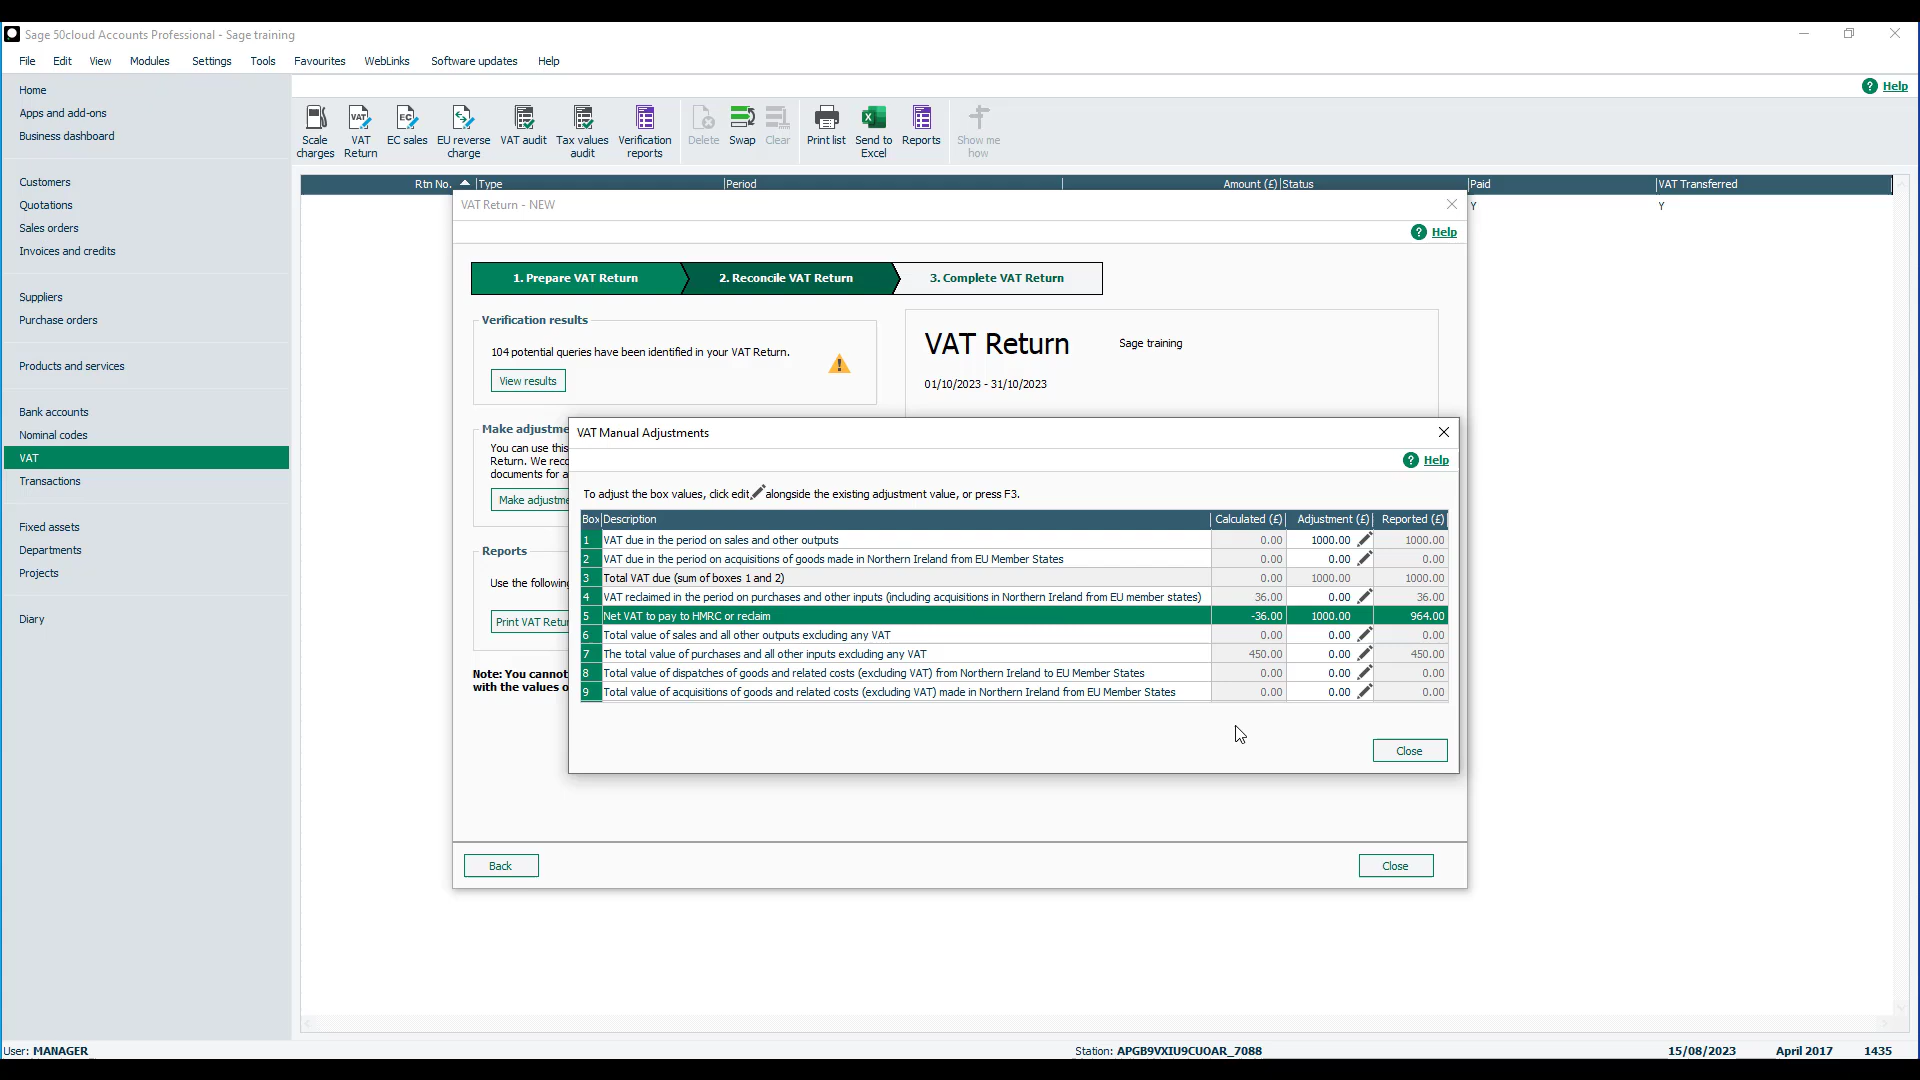 Sage 50cloud Accounts Professional - Sage training
File Edit View Modules Settings Tools Favourites WebLinks Software updates Help
Home
Apps and add-ons
Business dashboard
Customers
Quotations
Sales orders
Invoices and credits
Suppliers
Purchase orders
Products and services
Bank accounts
Nominal codes
VAT
Transactions
Fixed assets
Departments
Projects
Diary
? Help
Scale charges
VAT Return
EC sales
EU reverse charge
VAT audit
Tax values audit
Verification reports
Delete
Swap
Clear
Print list
Send to Excel
Reports
Show me how
Rtn No. Type Period Amount (£) Status Paid VAT Transferred
Y Y
VAT Return - NEW
? Help
1. Prepare VAT Return 2. Reconcile VAT Return 3. Complete VAT Return
Verification results
104 potential queries have been identified in your VAT Return.
View results
VAT Return Sage training
01/10/2023 - 31/10/2023
Make adjustme
You can use this
Return. We reco
documents for a
Make adjustme
Reports
Use the following
Print VAT Retur
Note: You cannot
with the values o
VAT Manual Adjustments
? Help
To adjust the box values, click edit alongside the existing adjustment value, or press F3.
Box Description Calculated (£) Adjustment (£) Reported (£)
1 VAT due in the period on sales and other outputs 0.00 1000.00 1000.00
2 VAT due in the period on acquisitions of goods made in Northern Ireland from EU Member States 0.00 0.00 0.00
3 Total VAT due (sum of boxes 1 and 2) 0.00 1000.00 1000.00
4 VAT reclaimed in the period on purchases and other inputs (including acquisitions in Northern Ireland from EU member states) 36.00 0.00 36.00
5 Net VAT to pay to HMRC or reclaim -36.00 1000.00 964.00
6 Total value of sales and all other outputs excluding any VAT 0.00 0.00 0.00
7 The total value of purchases and all other inputs excluding any VAT 450.00 0.00 450.00
8 Total value of dispatches of goods and related costs (excluding VAT) from Northern Ireland to EU Member States 0.00 0.00 0.00
9 Total value of acquisitions of goods and related costs (excluding VAT) made in Northern Ireland from EU Member States 0.00 0.00 0.00
Close
Back Close
User: MANAGER Station: APGB9VXIU9CUOAR_7088 15/08/2023 April 2017 1435